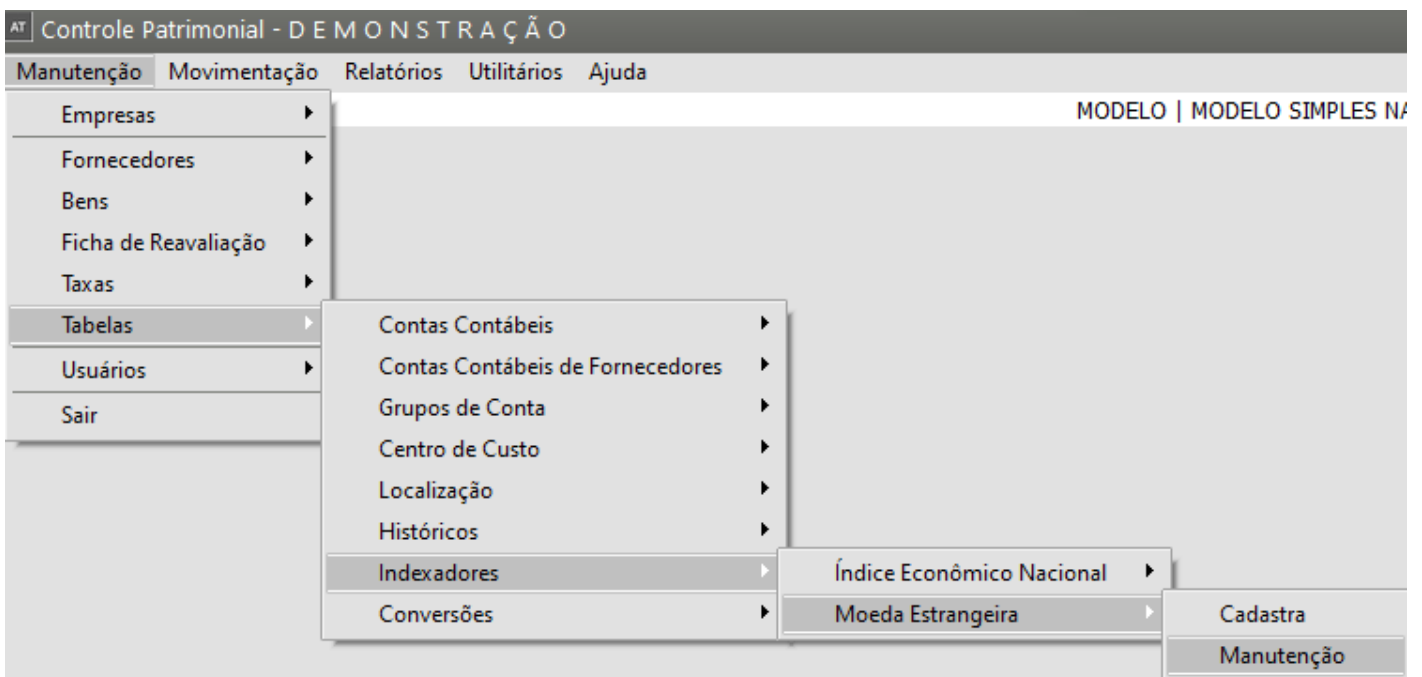 AT Controle Patrimonial - D E M O N S T R A Ç Ã O
Manutenção Movimentação Relatórios Utilitários Ajuda
MODELO | MODELO SIMPLES NA
Empresas
Fornecedores
Bens
Ficha de Reavaliação
Taxas
Tabelas
Usuários
Sair
Contas Contábeis
Contas Contábeis de Fornecedores
Grupos de Conta
Centro de Custo
Localização
Históricos
Indexadores
Conversões
Índice Econômico Nacional
Moeda Estrangeira
Cadastra
Manutenção